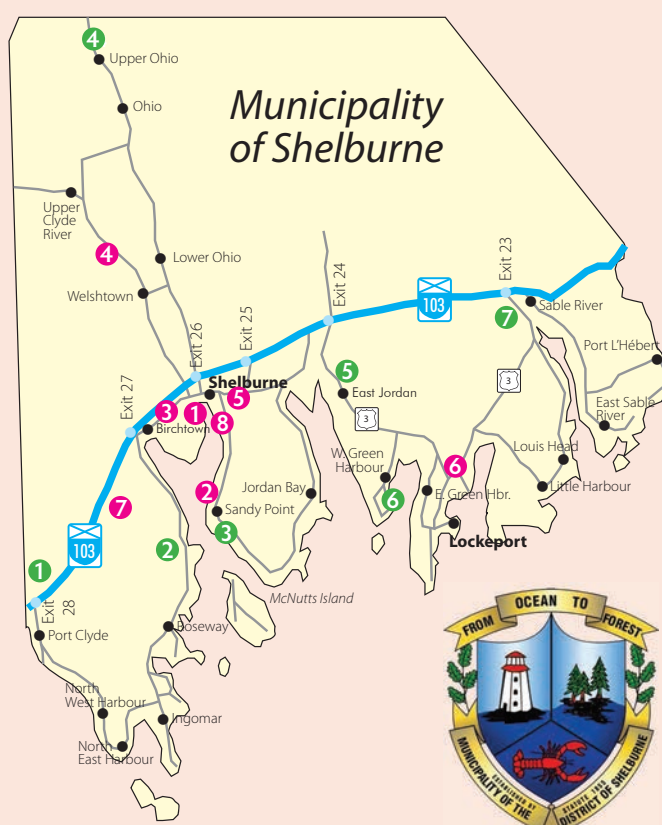 Municipality
of Shelburne
4
Upper Ohio
Ohio
Upper
Clyde
River
4
Lower Ohio
Welshtown
Exit 23
Exit 24
103
Exit 25
Exit 26
Exit 27
7
Sable River
Port L'Hébert
3
Shelburne
5
5
East Jordan
3
3
1
8
Birchtown
East Sable
River
W. Green
Harbour
Louis Head
6
2
Jordan Bay
E. Green Hbr.
Little Harbour
6
Sandy Point
7
3
Lockeport
103
2
1
Exit
28
McNutts Island
Port Clyde
Roseway
North
West Harbour
Ingomar
North
East Harbour
FROM OCEAN TO FOREST
ESTABLISHED BY STATUTE
MUNICIPALITY OF THE DISTRICT OF SHELBURNE